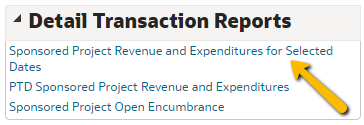 Detail Transaction Reports
Sponsored Project Revenue and Expenditures for Selected
Dates
PTD Sponsored Project Revenue and Expenditures
Sponsored Project Open Encumbrance